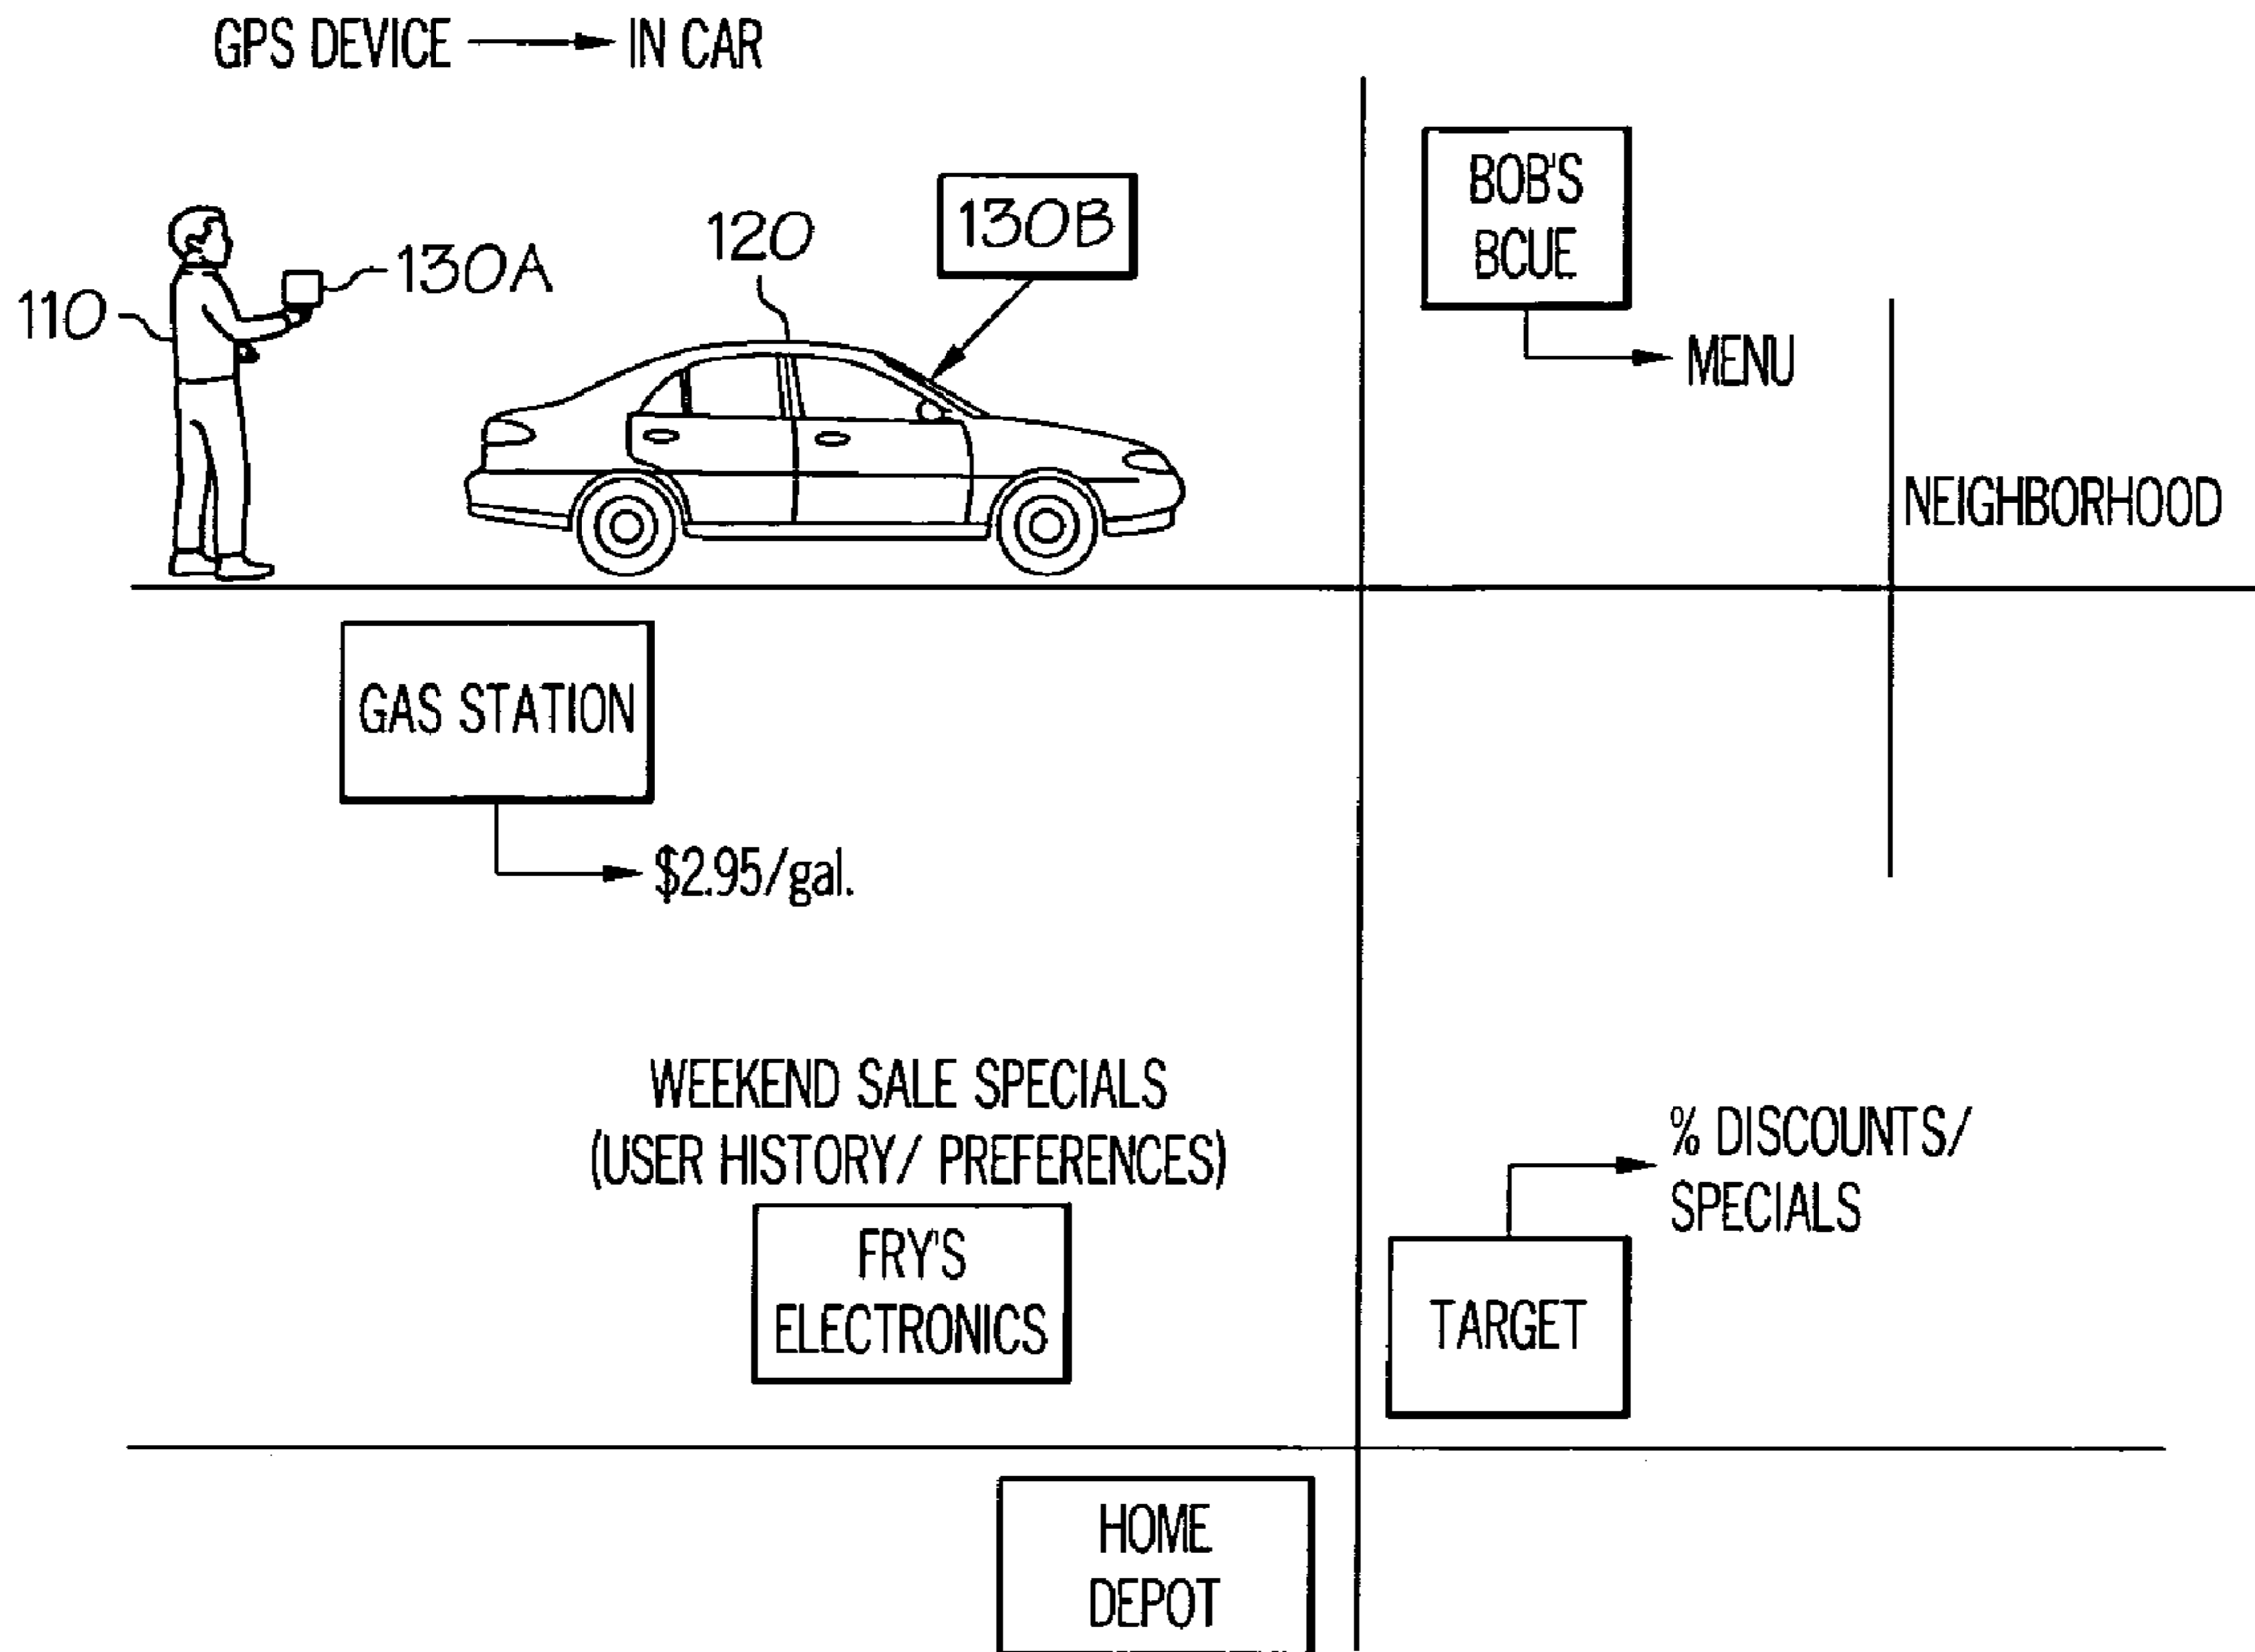 GPS DEVICE IN CAR
BOB'S
BCUE
MENU
120
130B
130A
110
NEIGHBORHOOD
GAS STATION
$2.95/gal.
WEEKEND SALE SPECIALS
(USER HISTORY/ PREFERENCES)
FRY'S
ELECTRONICS
% DISCOUNTS/
SPECIALS
TARGET
HOME
DEPOT